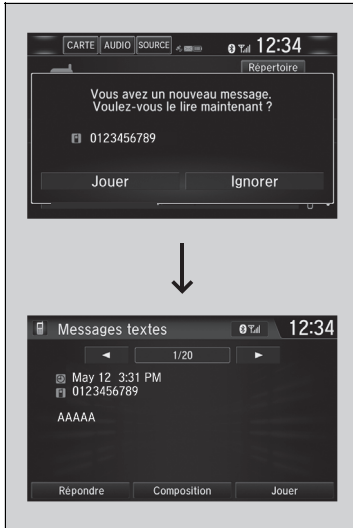 CARTE AUDIO SOURCE 12:34
Répertoire
Vous avez un nouveau message.
Voulez-vous le lire maintenant ?
0123456789
Jouer Ignorer
Messages textes 12:34
◄ 1/20 ►
May 12 3:31 PM
0123456789
AAAAA
Répondre Composition Jouer